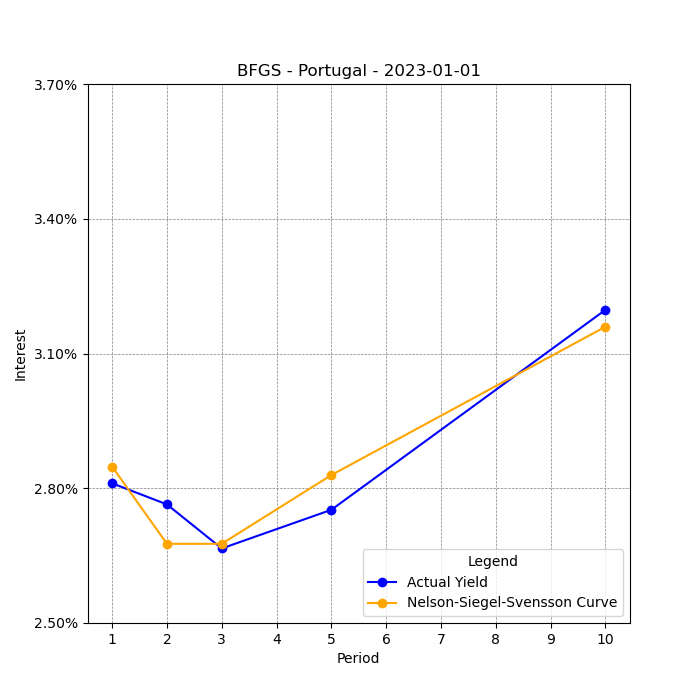 BFGS - Portugal - 2023-01-01
3.70%
3.40%
3.10%
2.80%
2.50%
Interest
1 2 3 4 5 6 7 8 9 10
Period
Legend
Actual Yield
Nelson-Siegel-Svensson Curve